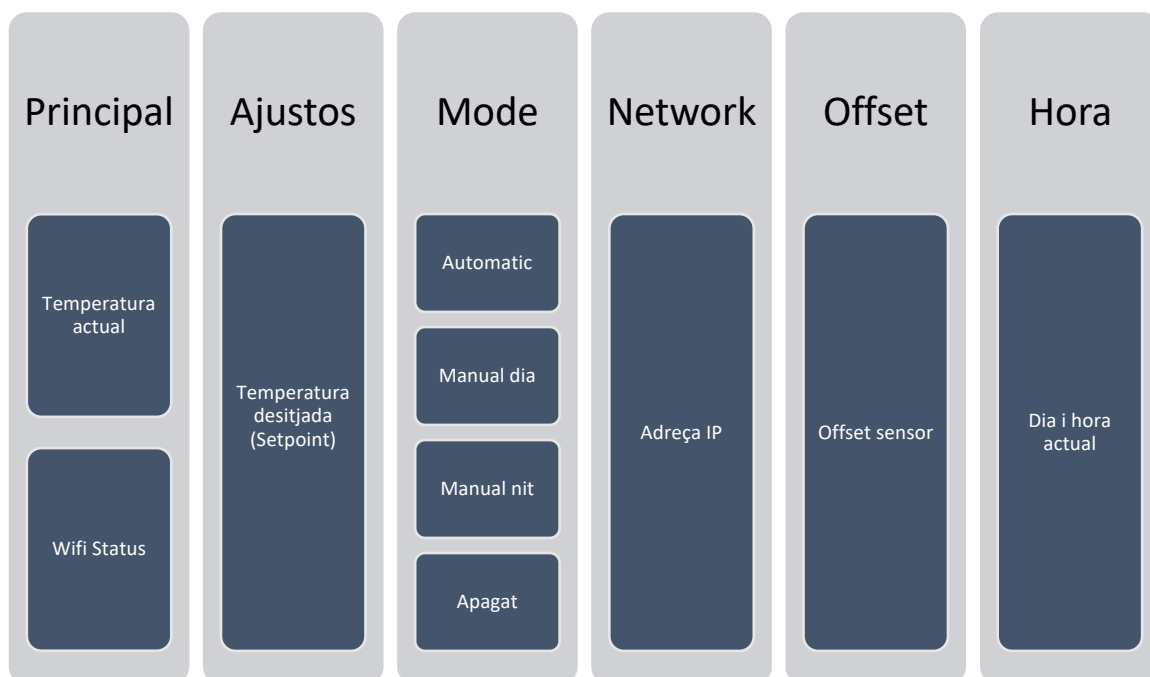 Principal
Temperatura
actual
Wifi Status
Ajustos
Temperatura
desitjada
(Setpoint)
Mode
Automatic
Manual dia
Manual nit
Apagat
Network
Adreça IP
Offset
Offset sensor
Hora
Dia i hora
actual